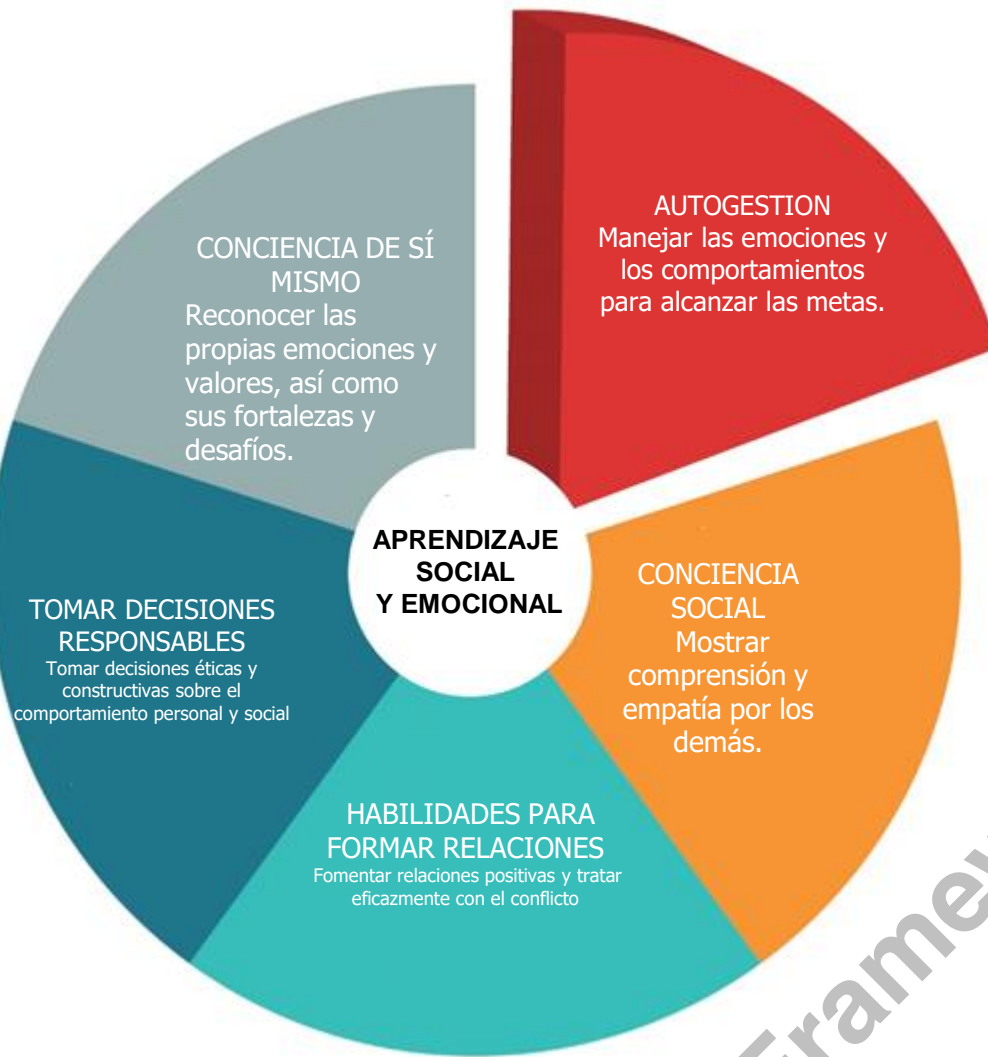 AUTOGESTION
Manejar las emociones y
los comportamientos
para alcanzar las metas.
CONCIENCIA DE SÍ
MISMO
Reconocer las
propias emociones y
valores, así como
sus fortalezas y
desafíos.
APRENDIZAJE
SOCIAL
Y EMOCIONAL
CONCIENCIA
SOCIAL
Mostrar
comprensión y
empatía por los
demás.
TOMAR DECISIONES
RESPONSABLES
Tomar decisiones éticas y
constructivas sobre el
comportamiento personal y social
HABILIDADES PARA
FORMAR RELACIONES
Fomentar relaciones positivas y tratar
eficazmente con el conflicto